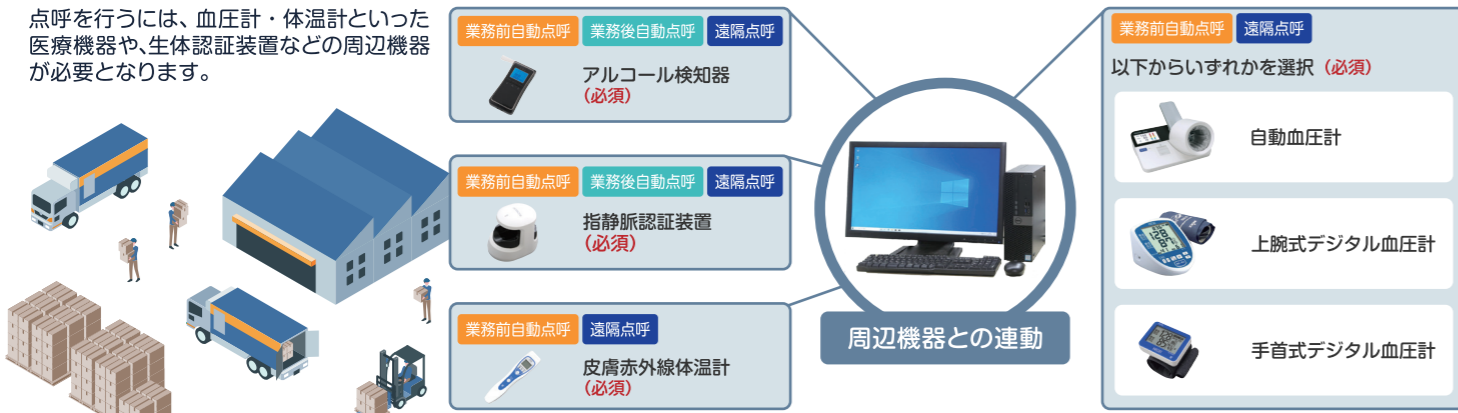 点呼を行うには、血圧計・体温計といった
医療機器や、生体認証装置などの周辺機器
が必要となります。
業務前自動点呼 業務後自動点呼 遠隔点呼
アルコール検知器
(必須)
業務前自動点呼 業務後自動点呼 遠隔点呼
指静脈認証装置
(必須)
業務前自動点呼 遠隔点呼
皮膚赤外線体温計
(必須)
周辺機器との連動
業務前自動点呼 遠隔点呼
以下からいずれかを選択(必須)
自動血圧計
上腕式デジタル血圧計
手首式デジタル血圧計